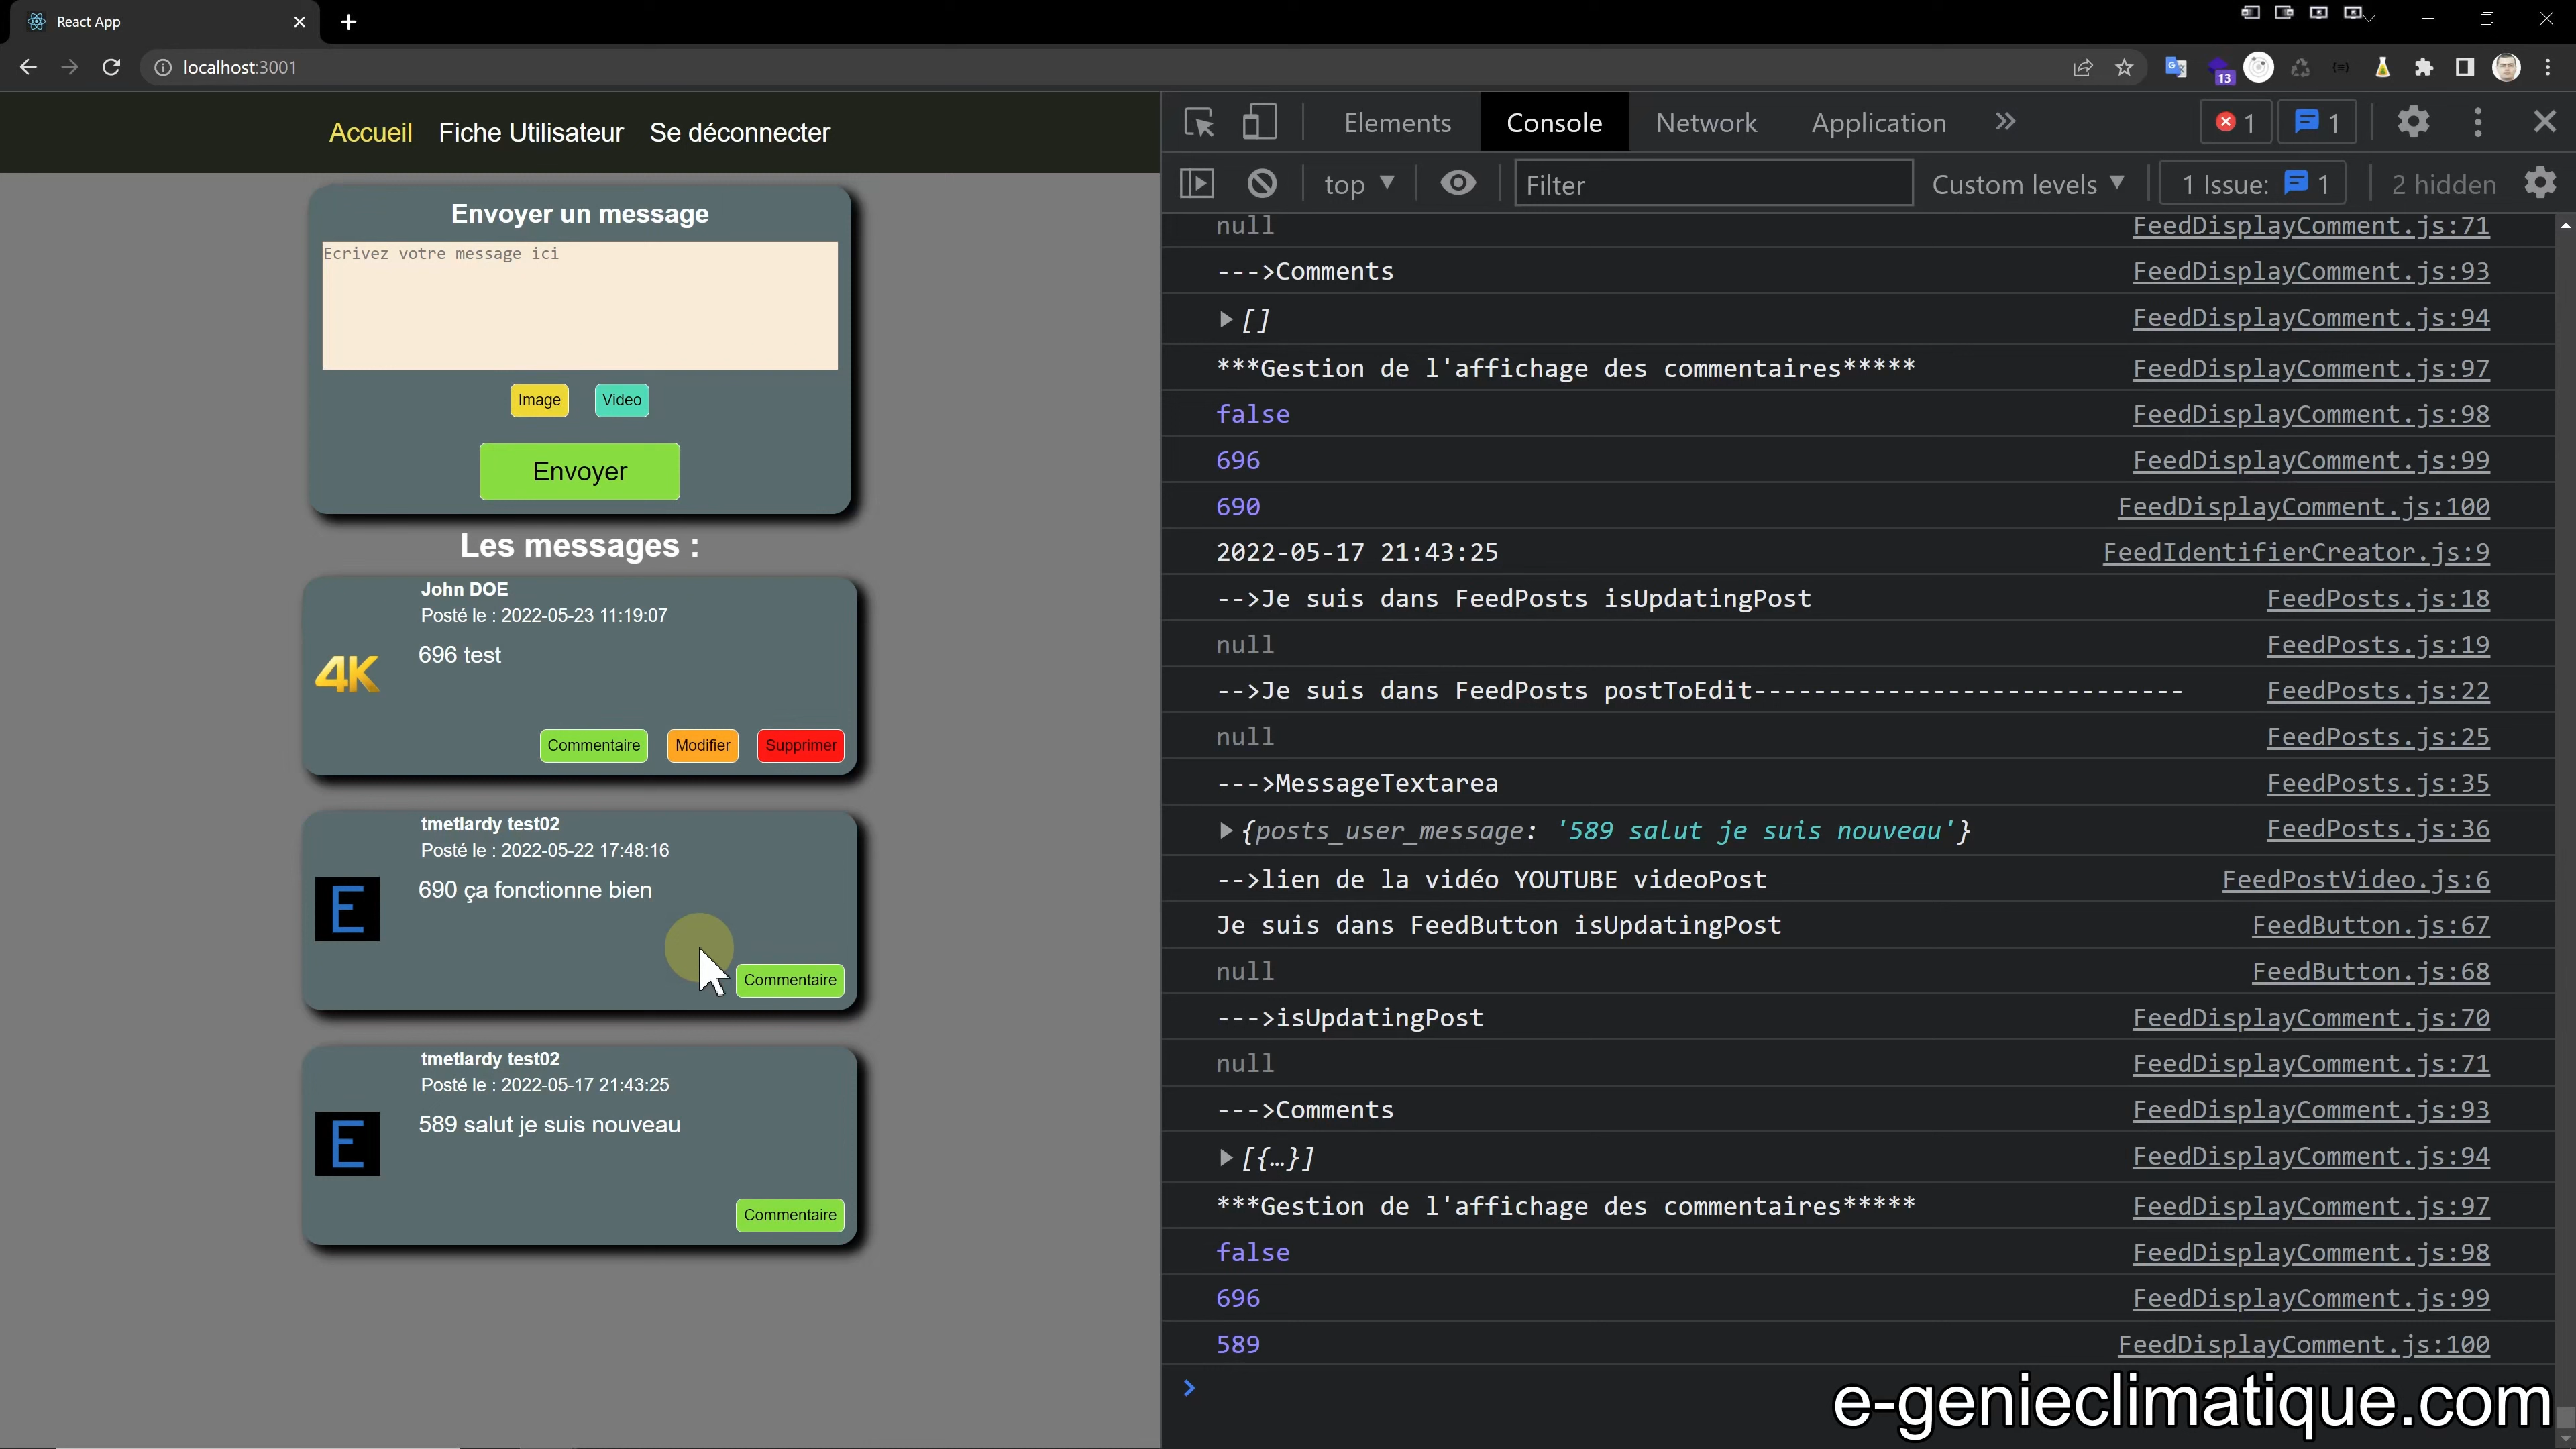 React App
localhost:3001
13
Accueil Fiche Utilisateur Se déconnecter
Envoyer un message
Ecrivez votre message ici
Image Video
Envoyer
Les messages :
John DOE
Posté le : 2022-05-23 11:19:07
4K
696 test
Commentaire Modifier Supprimer
tmetlardy test02
Posté le : 2022-05-22 17:48:16
E
690 ça fonctionne bien
Commentaire
tmetlardy test02
Posté le : 2022-05-17 21:43:25
E
589 salut je suis nouveau
Commentaire
Elements Console Network Application 1 1
top Filter Custom levels 1 Issue: 1 2 hidden
null FeedDisplayComment.js:71
--->Comments FeedDisplayComment.js:93
[] FeedDisplayComment.js:94
***Gestion de l'affichage des commentaires***** FeedDisplayComment.js:97
false FeedDisplayComment.js:98
696 FeedDisplayComment.js:99
690 FeedDisplayComment.js:100
2022-05-17 21:43:25 FeedIdentifierCreator.js:9
-->Je suis dans FeedPosts isUpdatingPost FeedPosts.js:18
null FeedPosts.js:19
-->Je suis dans FeedPosts postToEdit----------------------------- FeedPosts.js:22
null FeedPosts.js:25
--->MessageTextarea FeedPosts.js:35
{posts_user_message: '589 salut je suis nouveau'} FeedPosts.js:36
-->lien de la vidéo YOUTUBE videoPost FeedPostVideo.js:6
Je suis dans FeedButton isUpdatingPost FeedButton.js:67
null FeedButton.js:68
--->isUpdatingPost FeedDisplayComment.js:70
null FeedDisplayComment.js:71
--->Comments FeedDisplayComment.js:93
[{…}] FeedDisplayComment.js:94
***Gestion de l'affichage des commentaires***** FeedDisplayComment.js:97
false FeedDisplayComment.js:98
696 FeedDisplayComment.js:99
589 FeedDisplayComment.js:100
e-genieclimatique.com